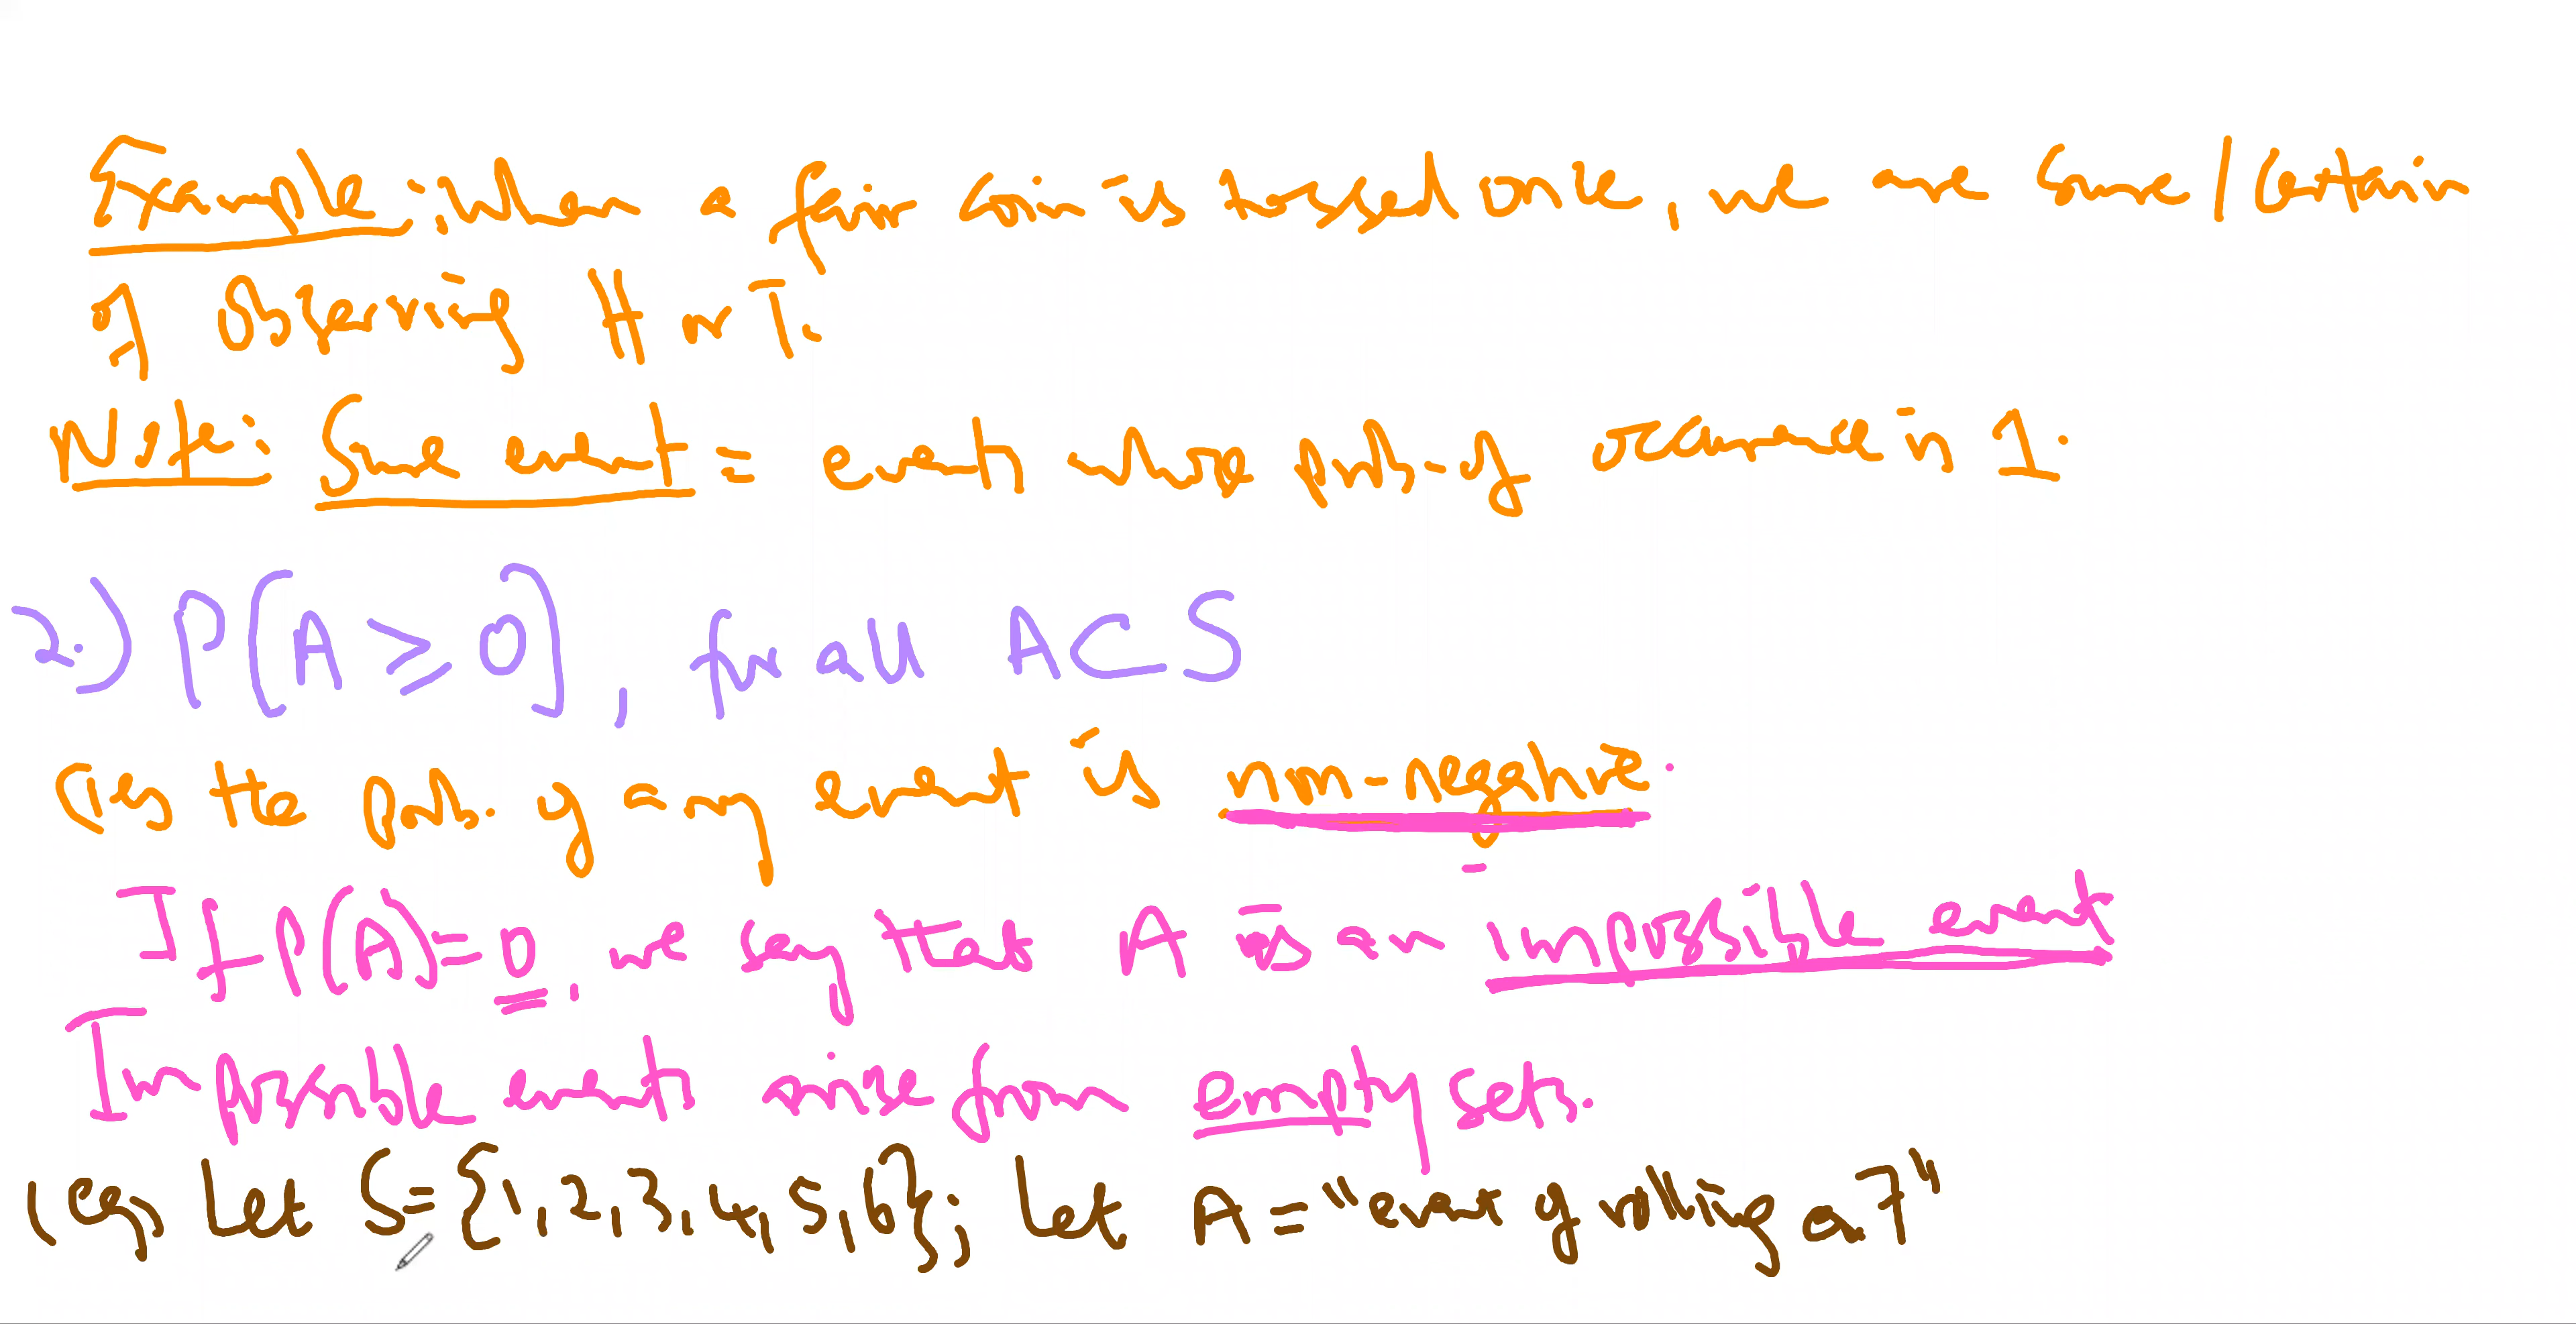 Example: When a fair coin is tossed once, we are sure / certain
of observing H or T.
Note: Sure event = events whose prob. of occurrence is 1.
2.) P[A ≥ 0], for all A ⊂ S
(ie, the prob. of any event is non-negative.
If P(A) = 0, we say that A is an impossible event
Impossible events arise from empty sets.
(eg, Let S = {1, 2, 3, 4, 5, 6}; Let A = "event of rolling a 7"